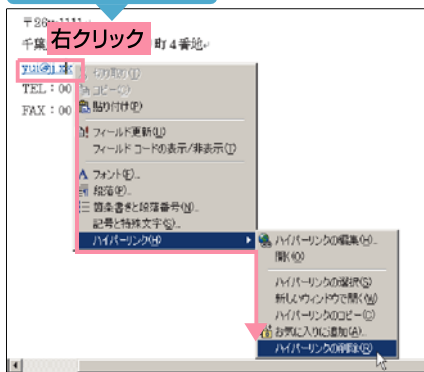 右クリック
町4番地
TEL:00
FAX:00
切り取り(T)
コピー(C)
貼り付け(P)
フィールド更新(U)
フィールド コードの表示/非表示(T)
フォント(F)...
段落(P)...
箇条書きと段落番号(N)...
記号と特殊文字(S)...
ハイパーリンク(H)
ハイパーリンクの編集(H)...
開く(O)
ハイパーリンクの選択(S)
新しいウィンドウで開く(W)
ハイパーリンクのコピー(C)
お気に入りに追加(A)...
ハイパーリンクの削除(R)